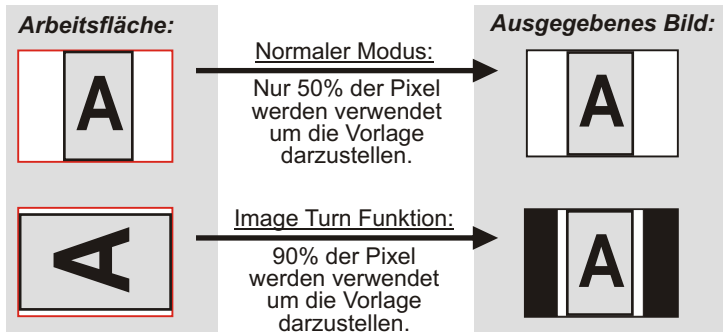 Arbeitsfläche:
Ausgegebenes Bild:
Normaler Modus:
Nur 50% der Pixel
werden verwendet
um die Vorlage
darzustellen.
A
A
Image Turn Funktion:
90% der Pixel
werden verwendet
um die Vorlage
darzustellen.
A
A